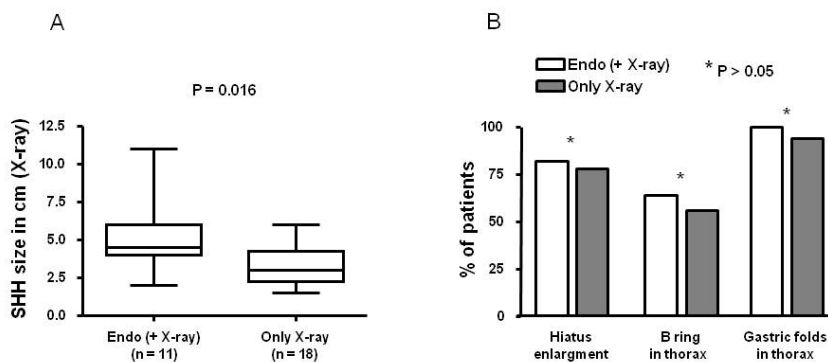 A
P = 0.016
SHH size in cm (X-ray)
12.5
10.0
7.5
5.0
2.5
0.0
Endo (+ X-ray)
(n = 11)
Only X-ray
(n = 18)
B
Endo (+ X-ray)
Only X-ray
* P > 0.05
% of patients
100
75
50
25
0
*
*
*
Hiatus
enlargment
B ring
in thorax
Gastric folds
in thorax